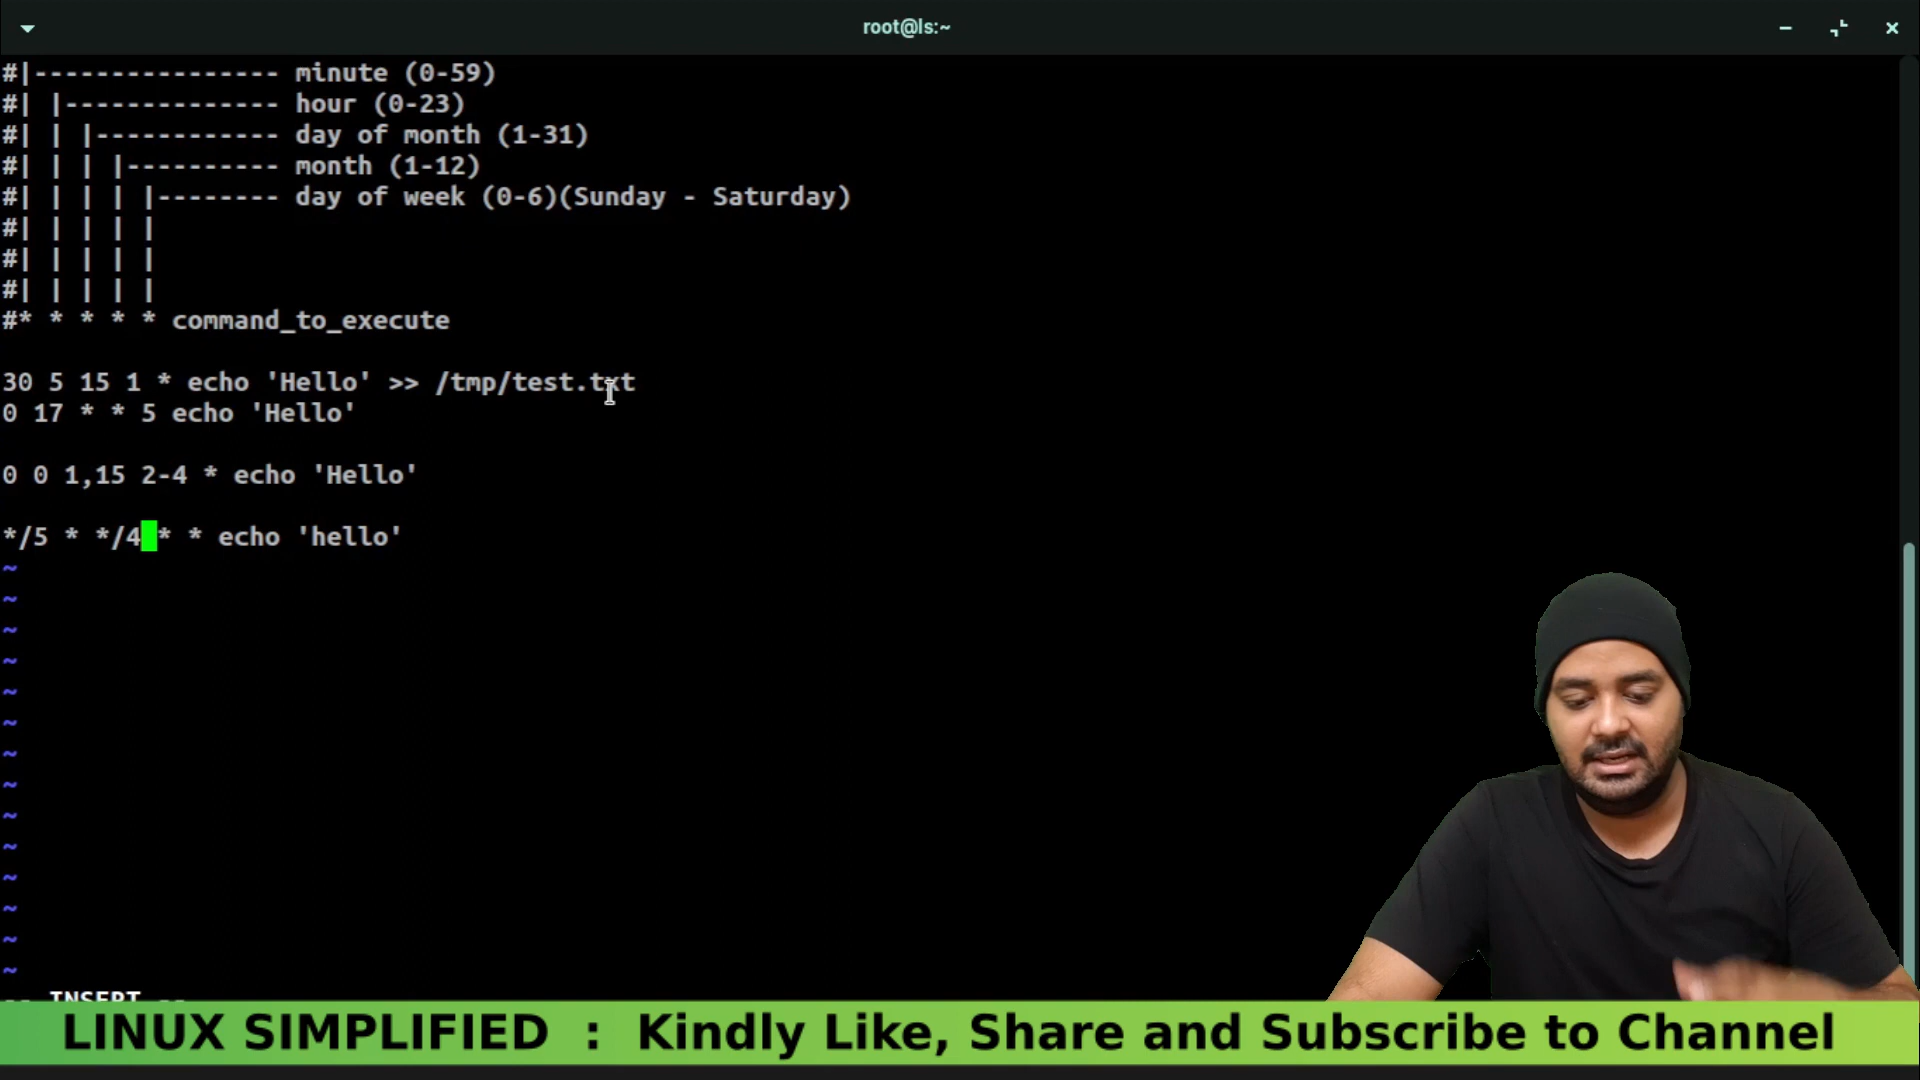 root@ls:~
#|---------------- minute (0-59)
#| |-------------- hour (0-23)
#| | |------------ day of month (1-31)
#| | | |---------- month (1-12)
#| | | | |-------- day of week (0-6)(Sunday - Saturday)
#| | | | |
#| | | | |
#| | | | |
#* * * * * command_to_execute
30 5 15 1 * echo 'Hello' >> /tmp/test.txt
0 17 * * 5 echo 'Hello'
0 0 1,15 2-4 * echo 'Hello'
*/5 * */4 * * echo 'hello'
~
~
~
~
~
~
~
~
~
~
~
~
~
~
-- INSERT --
LINUX SIMPLIFIED : Kindly Like, Share and Subscribe to Channel